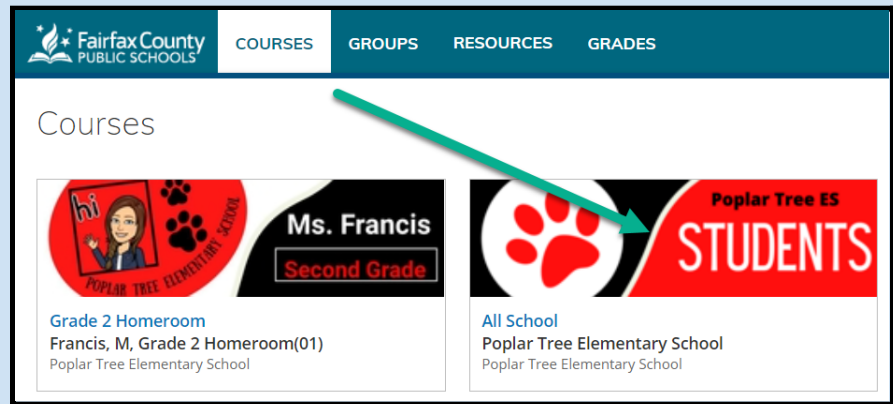 Fairfax County
PUBLIC SCHOOLS
COURSES GROUPS RESOURCES GRADES
Courses
hi
POPLAR TREE ELEMENTARY SCHOOL
Ms. Francis
Second Grade
Poplar Tree ES
STUDENTS
Grade 2 Homeroom
Francis, M, Grade 2 Homeroom(01)
Poplar Tree Elementary School
All School
Poplar Tree Elementary School
Poplar Tree Elementary School